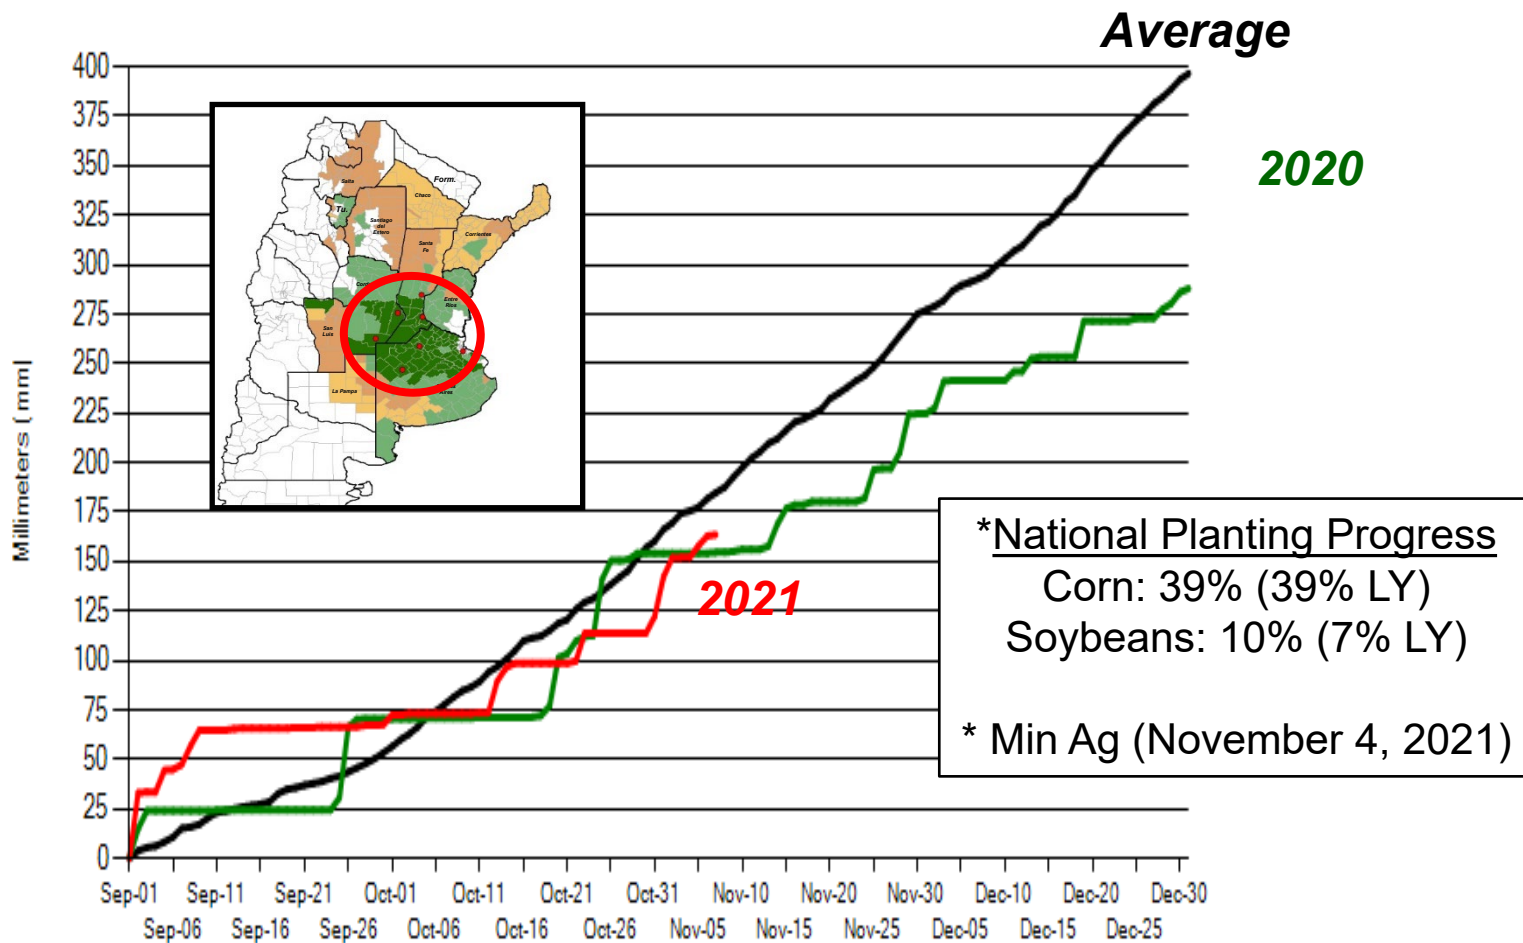 Average
2020
2021
Millimeters (mm)
400
375
350
325
300
275
250
225
200
175
150
125
100
75
50
25
0
Sep-01
Sep-06
Sep-11
Sep-16
Sep-21
Sep-26
Oct-01
Oct-06
Oct-11
Oct-16
Oct-21
Oct-26
Oct-31
Nov-05
Nov-10
Nov-15
Nov-20
Nov-25
Nov-30
Dec-05
Dec-10
Dec-15
Dec-20
Dec-25
Dec-30
Salta
Form.
Chaco
Tu.
Santiago
del
Estero
Santa
Fe
Corrientes
Entre
Rios
San
Luis
La Pampa
*National Planting Progress
Corn: 39% (39% LY)
Soybeans: 10% (7% LY)
* Min Ag (November 4, 2021)